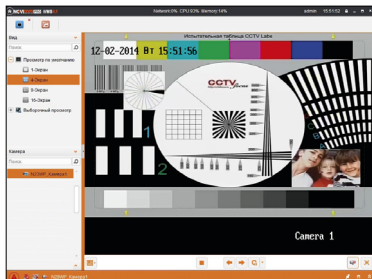 Network:0% CPU:93% Memory:14%
admin 15:51:52
Вид
Поиск
Просмотр по умолчанию
1-Экран
4-Экран
9-Экран
16-Экран
Выборочный просмотр
Камера
Поиск
Испытательная таблица CCTV Labs
12-02-2014 Вт 15:51:56
CCTV
focus
1
2
Camera 1